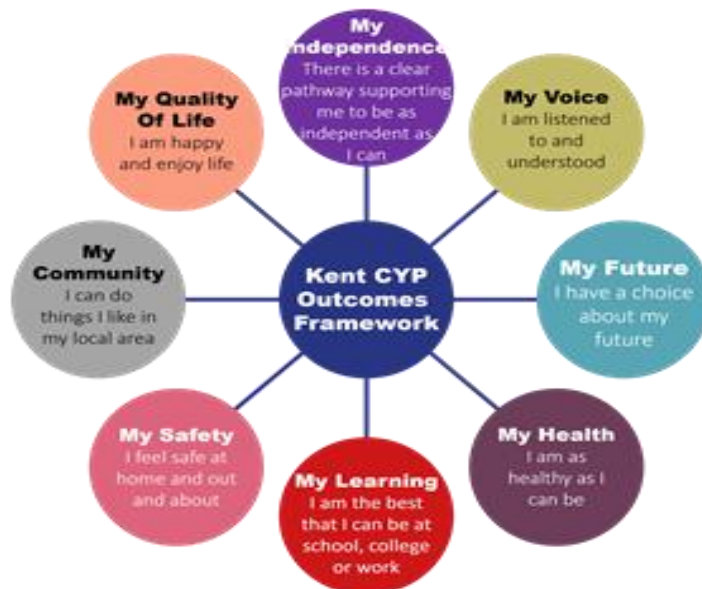 My
Independence
There is a clear
pathway supporting
me to be as
independent as
I can
My Voice
I am listened
to and
understood
My Future
I have a choice
about my
future
My Health
I am as
healthy as I
can be
My Learning
I am the best
that I can be at
school, college
or work
My Safety
I feel safe at
home and out
and about
My
Community
I can do
things I like in
my local area
My Quality
Of Life
I am happy
and enjoy life
Kent CYP
Outcomes
Framework